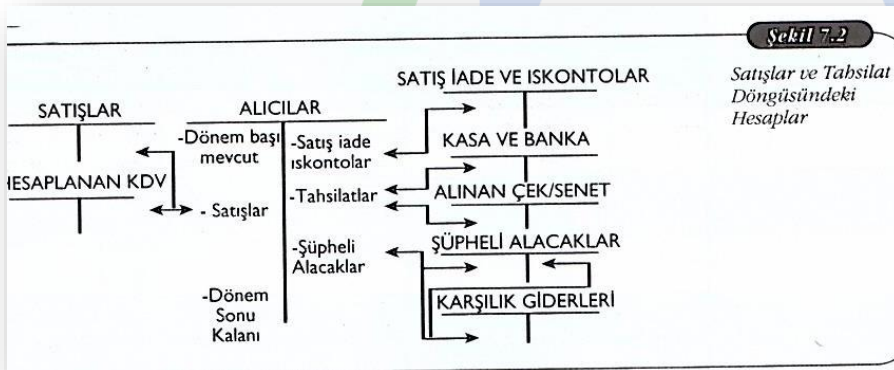 Şekil 7.2
Satışlar ve Tahsilat
Döngüsündeki
Hesaplar
SATIŞ İADE VE ISKONTOLAR
SATIŞLAR
ALICILAR
-Dönem başı
mevcut
-Satış iade
ıskontolar
KASA VE BANKA
HESAPLANAN KDV
-Tahsilatlar
ALINAN ÇEK/SENET
- Satışlar
-Şüpheli
Alacaklar
ŞÜPHELİ ALACAKLAR
-Dönem
Sonu
Kalanı
KARŞILIK GİDERLERİ